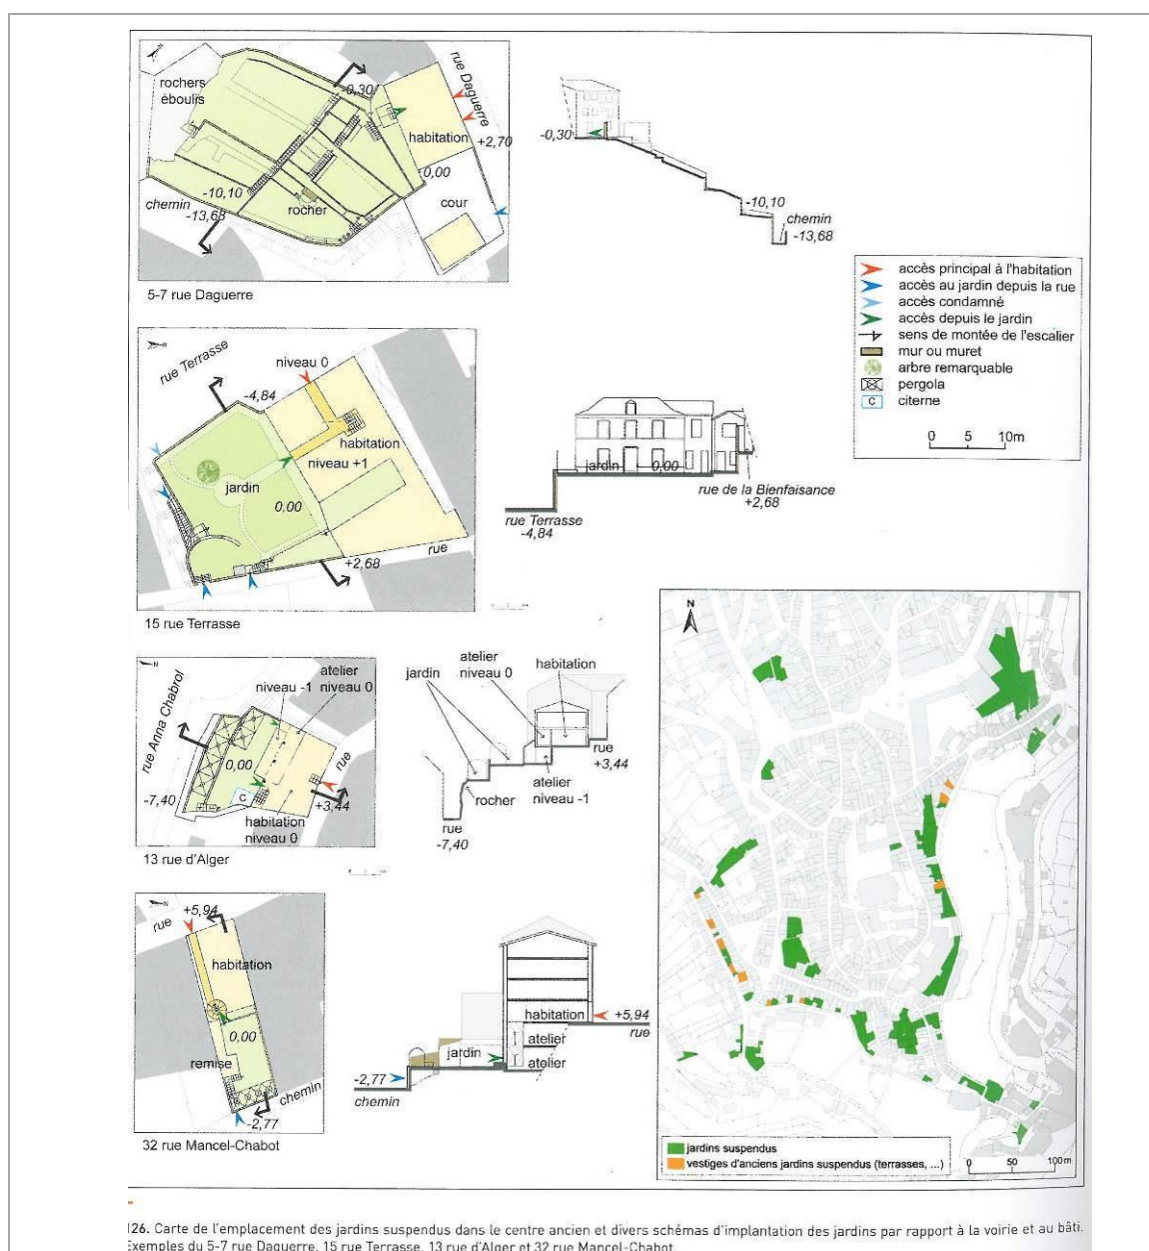 N
rochers
éboulis
-0,30
rue Daguerre
habitation
+2,70
0,00
-10,10
rocher
cour
chemin
-13,68
5-7 rue Daguerre
-0,30
-10,10
chemin
-13,68
accès principal à l'habitation
accès au jardin depuis la rue
accès condamné
accès depuis le jardin
sens de montée de l'escalier
mur ou muret
arbre remarquable
pergola
C citerne
0 5 10m
N
rue Terrasse
niveau 0
-4,84
habitation
niveau +1
jardin
0,00
rue
+2,68
15 rue Terrasse
jardin 0,00
rue de la Bienfaisance
+2,68
rue Terrasse
-4,84
N
atelier
niveau -1 niveau 0
rue Anna Chabrol
0,00
rue
-7,40
C
+3,44
habitation
niveau 0
13 rue d'Alger
atelier
niveau 0
habitation
jardin
rue
+3,44
atelier
niveau -1
rocher
rue
-7,40
N
+5,94
rue
habitation
0,00
remise
chemin
-2,77
32 rue Mancel-Chabot
habitation
+5,94
rue
atelier
jardin
atelier
-2,77
chemin
N
jardins suspendus
vestiges d'anciens jardins suspendus (terrasses, ...)
0 50 100m
126. Carte de l'emplacement des jardins suspendus dans le centre ancien et divers schémas d'implantation des jardins par rapport à la voirie et au bâti.
Exemples du 5-7 rue Daguerre, 15 rue Terrasse, 13 rue d'Alger et 32 rue Mancel-Chabot.